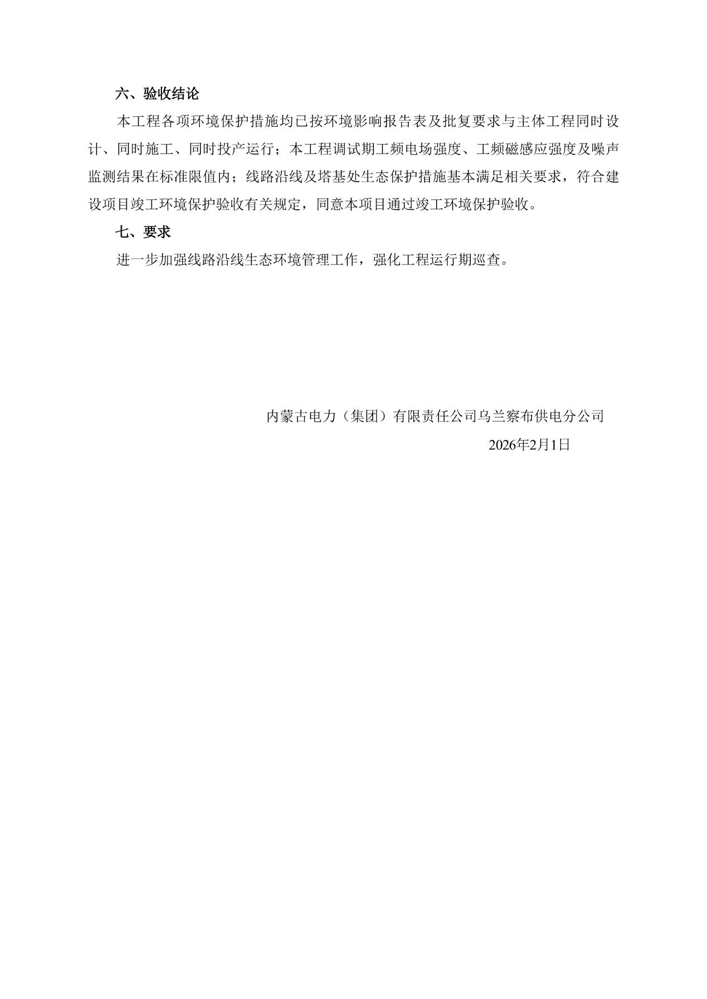 六、验收结论
本工程各项环境保护措施均已按环境影响报告表及批复要求与主体工程同时设
计、同时施工、同时投产运行；本工程调试期工频电场强度、工频磁感应强度及噪声
监测结果在标准限值内；线路沿线及塔基处生态保护措施基本满足相关要求，符合建
设项目竣工环境保护验收有关规定，同意本项目通过竣工环境保护验收。
七、要求
进一步加强线路沿线生态环境管理工作，强化工程运行期巡查。
内蒙古电力（集团）有限责任公司乌兰察布供电分公司
2026年2月1日